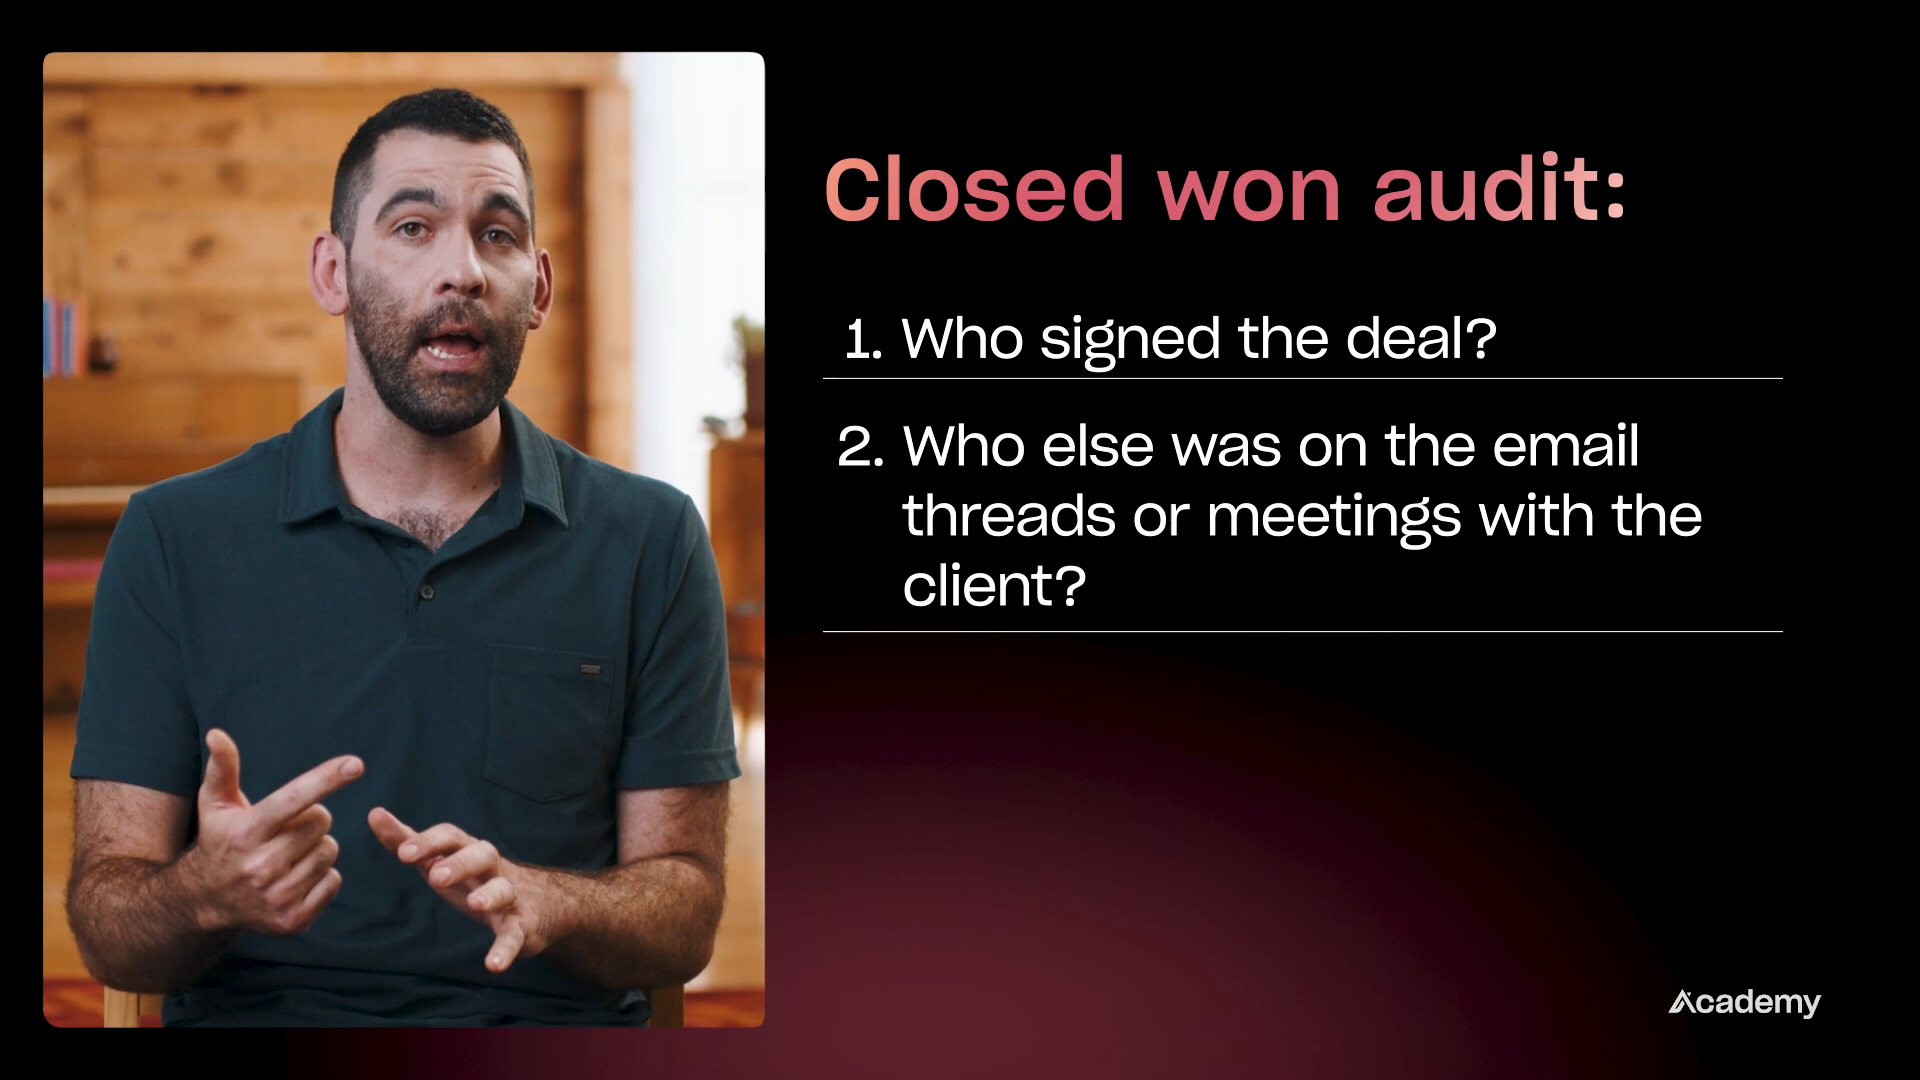 Closed won audit:
1. Who signed the deal?
2. Who else was on the email
threads or meetings with the
client?
Academy